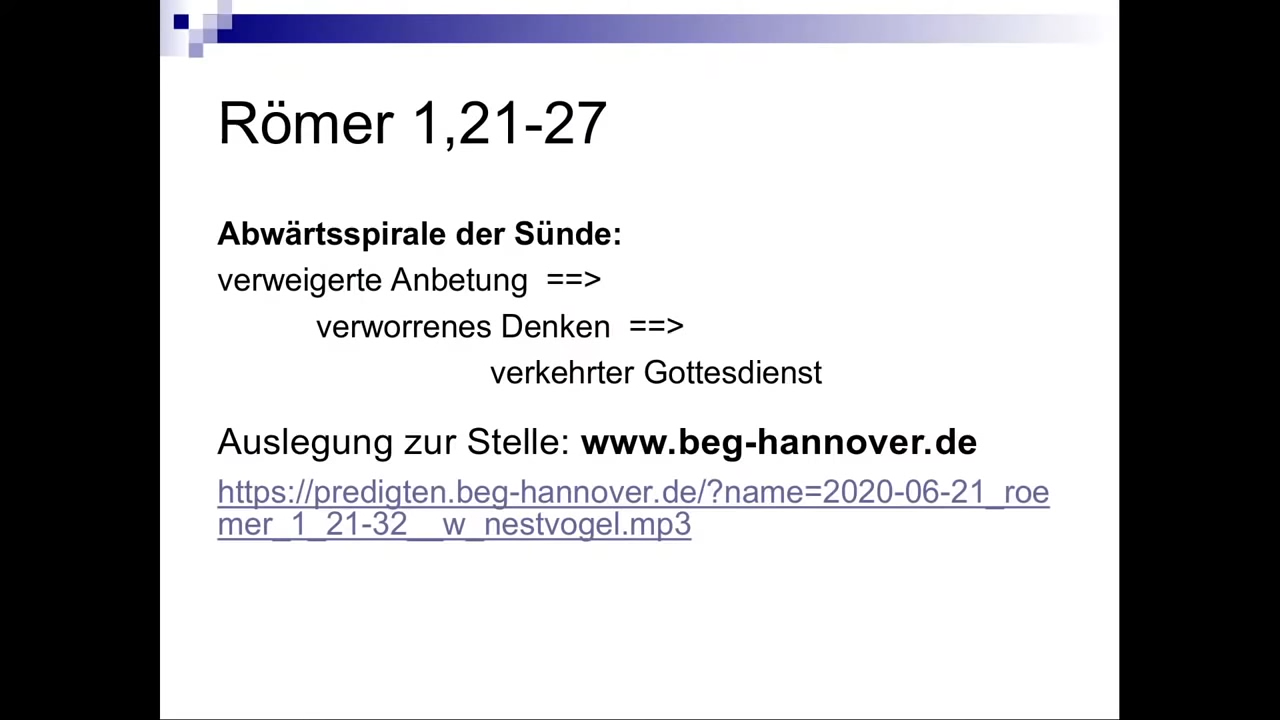 Römer 1,21-27
Abwärtsspirale der Sünde:
verweigerte Anbetung ==>
verworrenes Denken ==>
verkehrter Gottesdienst
Auslegung zur Stelle: www.beg-hannover.de
https://predigten.beg-hannover.de/?name=2020-06-21_roe
mer_1_21-32__w_nestvogel.mp3